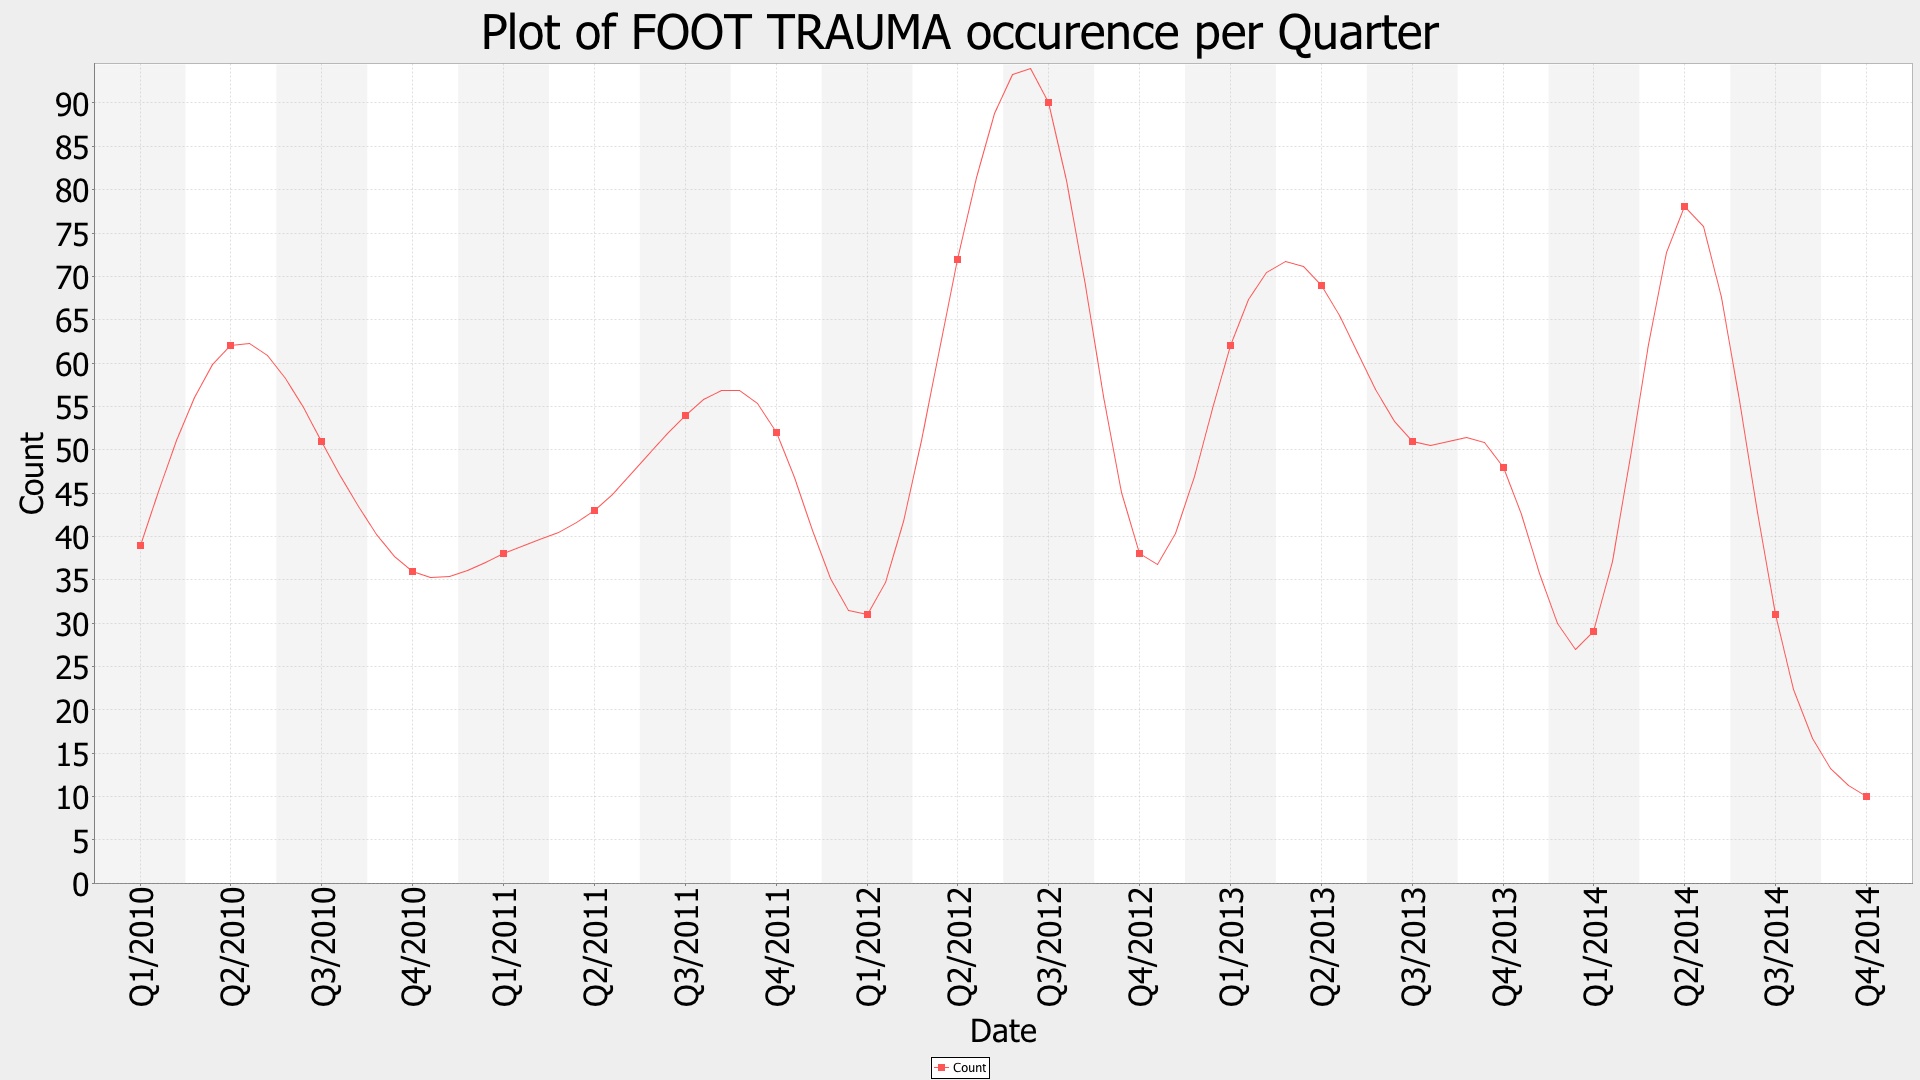 Plot of FOOT TRAUMA occurence per Quarter
Count
90
85
80
75
70
65
60
55
50
45
40
35
30
25
20
15
10
5
0
Q1/2010
Q2/2010
Q3/2010
Q4/2010
Q1/2011
Q2/2011
Q3/2011
Q4/2011
Q1/2012
Q2/2012
Q3/2012
Q4/2012
Q1/2013
Q2/2013
Q3/2013
Q4/2013
Q1/2014
Q2/2014
Q3/2014
Q4/2014
Date
Count